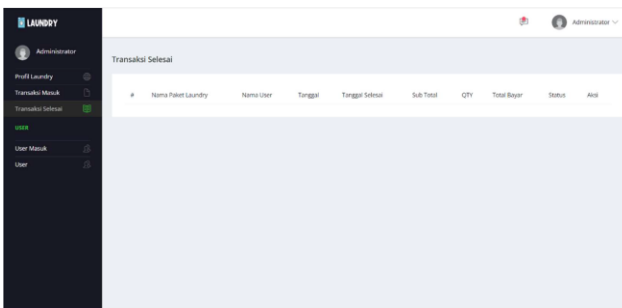 LAUNDRY
Administrator
Administrator
Transaksi Selesai
Profil Laundry
Transaksi Masuk
Transaksi Selesai
USER
User Masuk
User
# Nama Paket Laundry Nama User Tanggal Tanggal Selesai Sub Total QTY Total Bayar Status Aksi